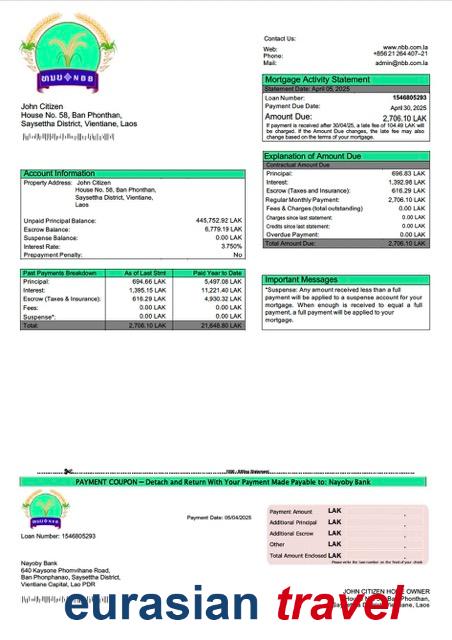 ທນບ NBB
Contact Us:
Web: www.nbb.com.la
Phone: +856 21 264 407–21
Mail: admin@nbb.com.la
John Citizen
House No. 58, Ban Phonthan,
Saysettha District, Vientiane, Laos
Mortgage Activity Statement
Statement Date: April 05, 2025
Loan Number: 1546805293
Payment Due Date: April 30, 2025
Amount Due: 2,706.10 LAK
If payment is received after 30/04/25, a late fee of 104.49 LAK will
be charged. If the Amount Due changes, the late fee may also
change based on the terms of your mortgage.
Explanation of Amount Due
Contractual Amount Due
Principal: 696.83 LAK
Interest: 1,392.98 LAK
Escrow (Taxes and Insurance): 616.29 LAK
Regular Monthly Payment: 2,706.10 LAK
Fees & Charges (total outstanding) 0.00 LAK
Charges since last statement: 0.00 LAK
Credits since last statement: 0.00 LAK
Overdue Payment: 0.00 LAK
Total Amount Due: 2,706.10 LAK
Account Information
Property Address: John Citizen
House No. 58, Ban Phonthan,
Saysettha District, Vientiane,
Laos
Unpaid Principal Balance: 445,752.92 LAK
Escrow Balance: 6,779.19 LAK
Suspense Balance: 0.00 LAK
Interest Rate: 3.750%
Prepayment Penalty: No
Past Payments Breakdown As of Last Stmt Paid Year to Date
Principal: 694.66 LAK 5,497.08 LAK
Interest: 1,395.15 LAK 11,221.40 LAK
Escrow (Taxes & Insurance): 616.29 LAK 4,930.32 LAK
Fees: 0.00 LAK 0.00 LAK
Suspense*: 0.00 LAK 0.00 LAK
Total: 2,706.10 LAK 21,648.80 LAK
Important Messages
*Suspense: Any amount received less than a full
payment will be applied to a suspense account for your
mortgage. When enough is received to equal a full
payment, a full payment will be applied to your
mortgage.
PAYMENT COUPON – Detach and Return With Your Payment Made Payable to: Nayoby Bank
ທນບ NBB
Payment Date: 05/04/2025
Loan Number: 1546805293
Payment Amount LAK .
Additional Principal LAK .
Additional Escrow LAK .
Other LAK .
Total Amount Enclosed LAK .
Please write the loan number on the front of your check.
Nayoby Bank
640 Kaysone Phomvihane Road,
Ban Phonphanao, Saysettha District,
Vientiane Capital, Lao PDR
JOHN CITIZEN HOME OWNER
eurasian travel